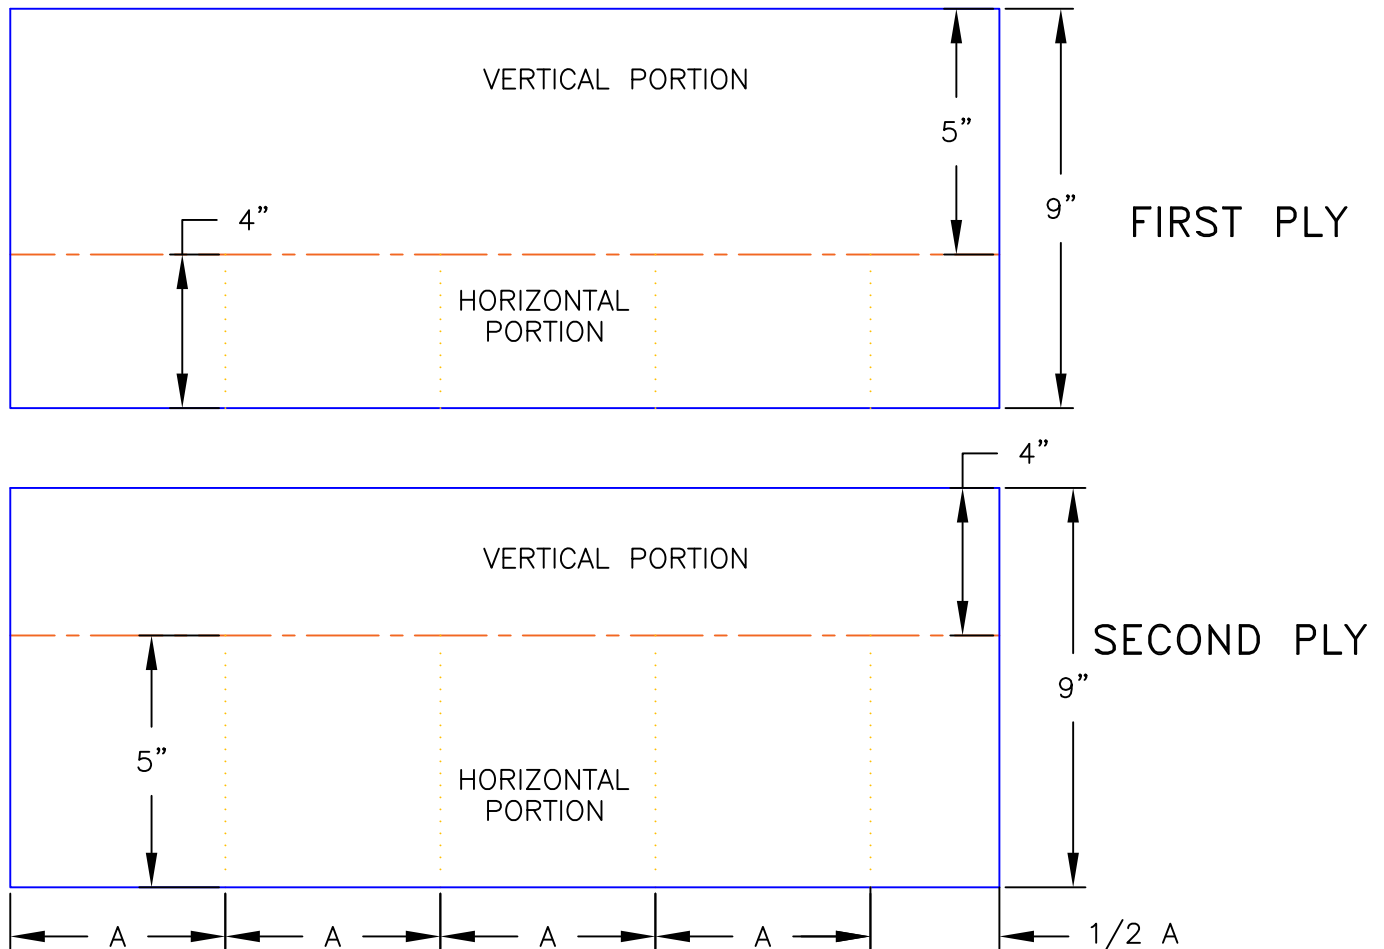 VERTICAL PORTION
5”
9”
FIRST PLY
4”
HORIZONTAL
PORTION
4”
VERTICAL PORTION
SECOND PLY
9”
5”
HORIZONTAL
PORTION
A A A A 1/2 A